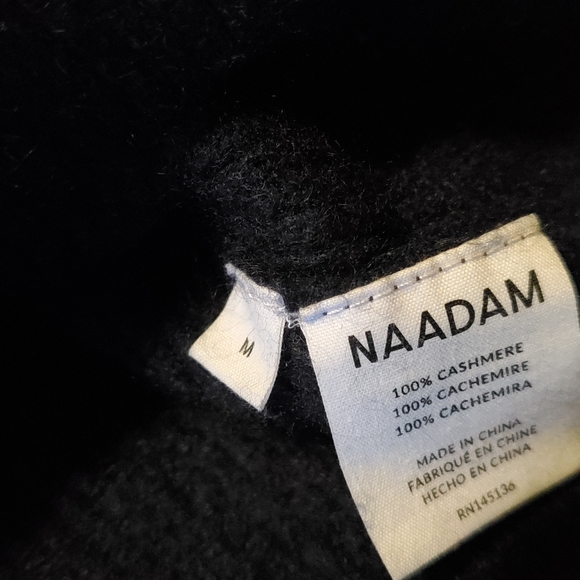 M
NAADAM
100% CASHMERE
100% CACHEMIRE
100% CACHEMIRA
MADE IN CHINA
FABRIQUÉ EN CHINE
HECHO EN CHINA
RN145136